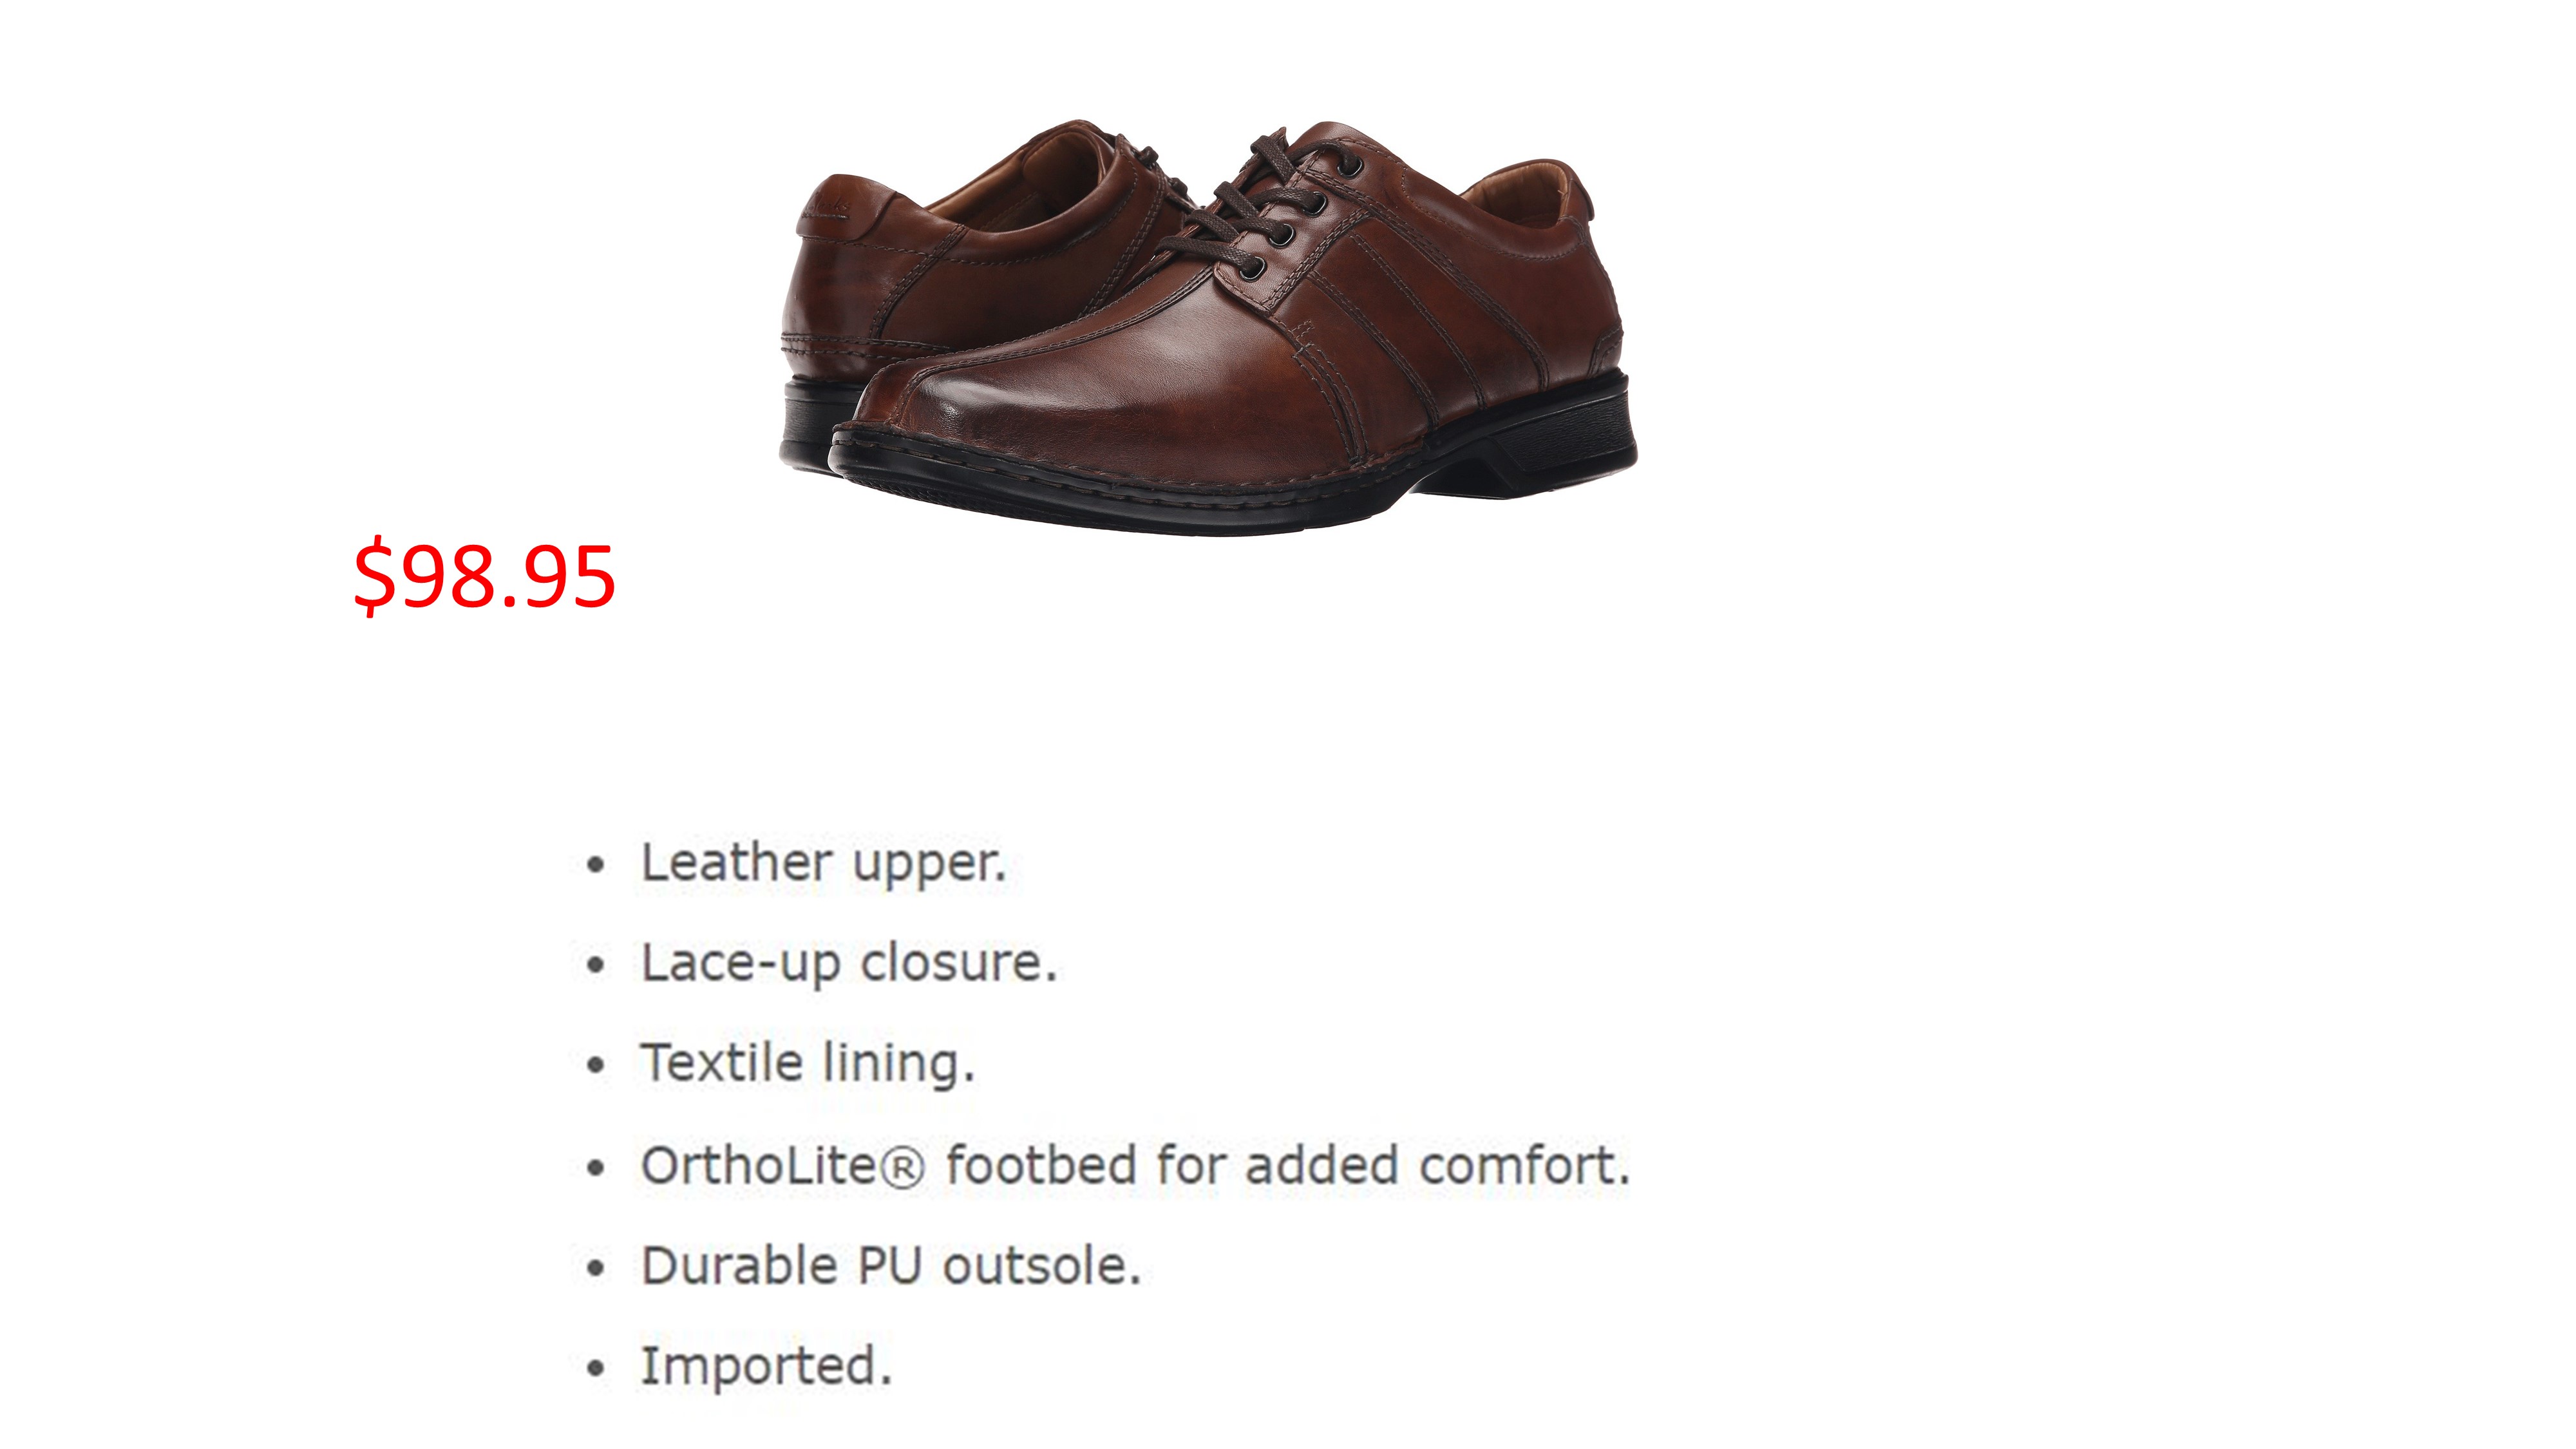 $98.95
• Leather upper.
• Lace-up closure.
• Textile lining.
• OrthoLite® footbed for added comfort.
• Durable PU outsole.
• Imported.